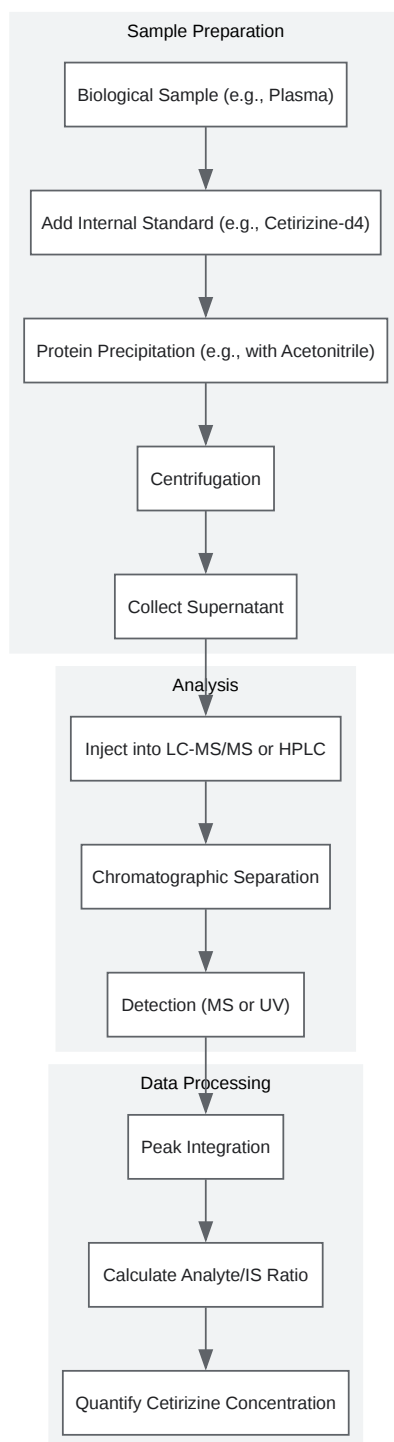 Sample Preparation
Biological Sample (e.g., Plasma)
Add Internal Standard (e.g., Cetirizine-d4)
Protein Precipitation (e.g., with Acetonitrile)
Centrifugation
Collect Supernatant
Analysis
Inject into LC-MS/MS or HPLC
Chromatographic Separation
Detection (MS or UV)
Data Processing
Peak Integration
Calculate Analyte/IS Ratio
Quantify Cetirizine Concentration